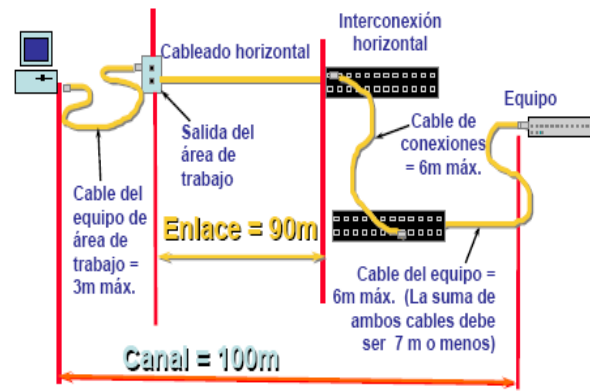 Interconexión
horizontal
Cableado horizontal
Equipo
Salida del
área de
trabajo
Cable de
conexiones
= 6m máx.
Cable del
equipo de
área de
trabajo =
3m máx.
Enlace = 90m
Cable del equipo =
6m máx. (La suma de
ambos cables debe
ser 7 m o menos)
Canal = 100m